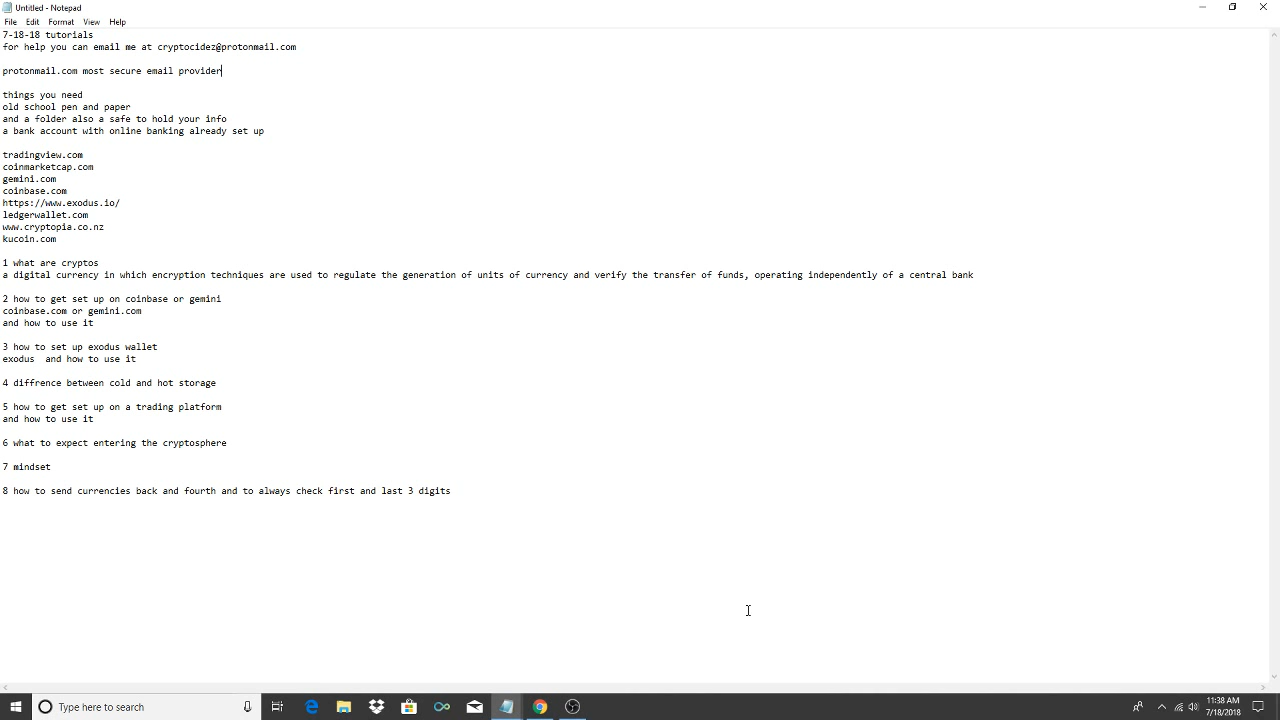 Untitled - Notepad
File Edit Format View Help
7-18-18 tutorials
for help you can email me at cryptocidez@protonmail.com
protonmail.com most secure email provider
things you need
old school pen and paper
and a folder also a safe to hold your info
a bank account with online banking already set up
tradingview.com
coinmarketcap.com
gemini.com
coinbase.com
https://www.exodus.io/
ledgerwallet.com
www.cryptopia.co.nz
kucoin.com
1 what are cryptos
a digital currency in which encryption techniques are used to regulate the generation of units of currency and verify the transfer of funds, operating independently of a central bank
2 how to get set up on coinbase or gemini
coinbase.com or gemini.com
and how to use it
3 how to set up exodus wallet
exodus  and how to use it
4 diffrence between cold and hot storage
5 how to get set up on a trading platform
and how to use it
6 what to expect entering the cryptosphere
7 mindset
8 how to send currencies back and fourth and to always check first and last 3 digits
Type here to search
11:38 AM
7/18/2018